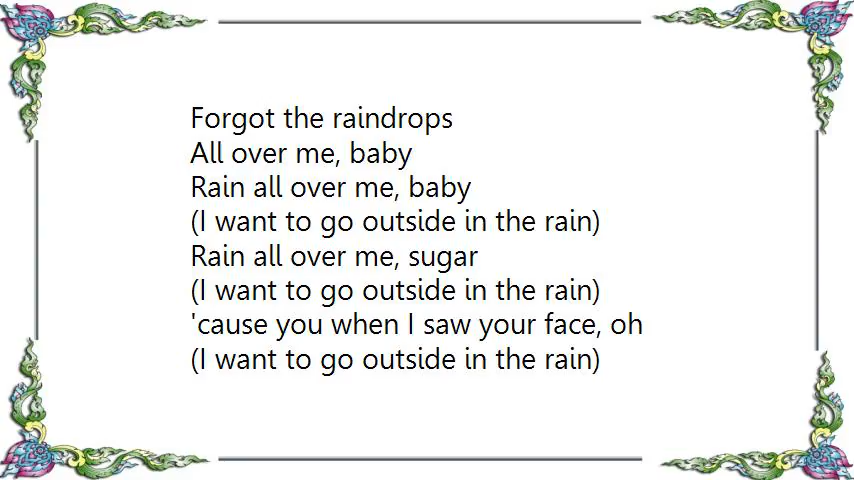 Forgot the raindrops
All over me, baby
Rain all over me, baby
(I want to go outside in the rain)
Rain all over me, sugar
(I want to go outside in the rain)
'cause you when I saw your face, oh
(I want to go outside in the rain)